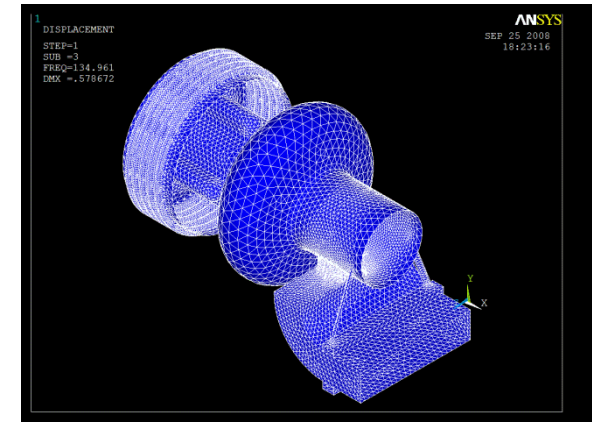 1
DISPLACEMENT
STEP=1
SUB =3
FREQ=134.961
DMX =.578672
ANSYS
SEP 25 2008
18:23:16
Y
X